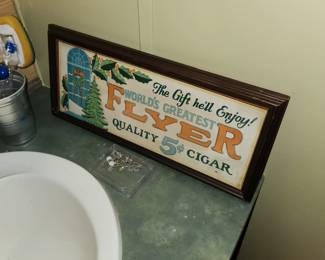 The Gift he'll Enjoy!
WORLD'S GREATEST
FLYER
QUALITY 5¢ CIGAR